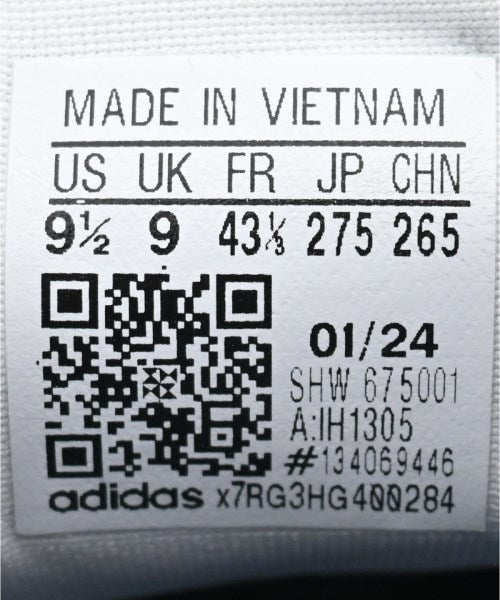 MADE IN VIETNAM
US UK FR JP CHN
9½ 9 43⅓ 275 265
01/24
SHW 675001
A:IH1305
#134069446
adidas x7RG3HG400284